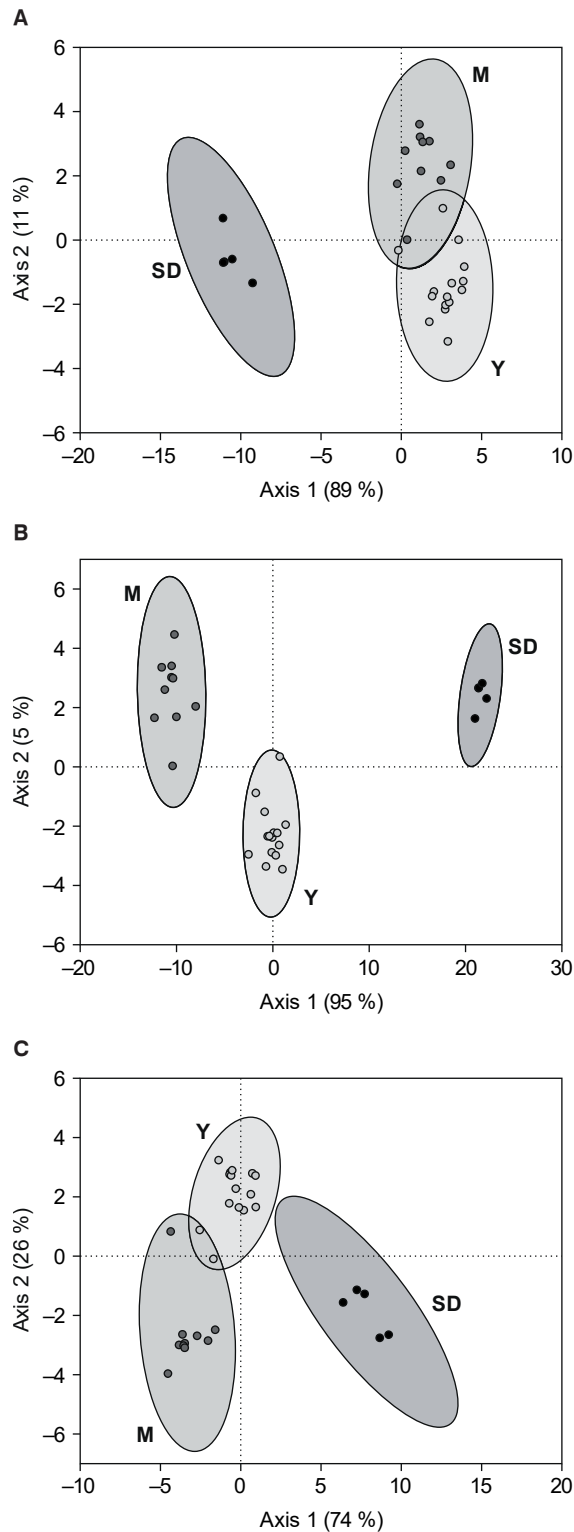 A
6
4
2
0
–2
–4
–6
Axis 2 (11 %)
M
SD
Y
–20
–15
–10
–5
0
5
10
Axis 1 (89 %)
B
6
4
2
0
–2
–4
–6
Axis 2 (5 %)
M
SD
Y
–20
–10
0
10
20
30
Axis 1 (95 %)
C
6
4
2
0
–2
–4
–6
Axis 2 (26 %)
Y
SD
M
–10
–5
0
5
10
15
20
Axis 1 (74 %)